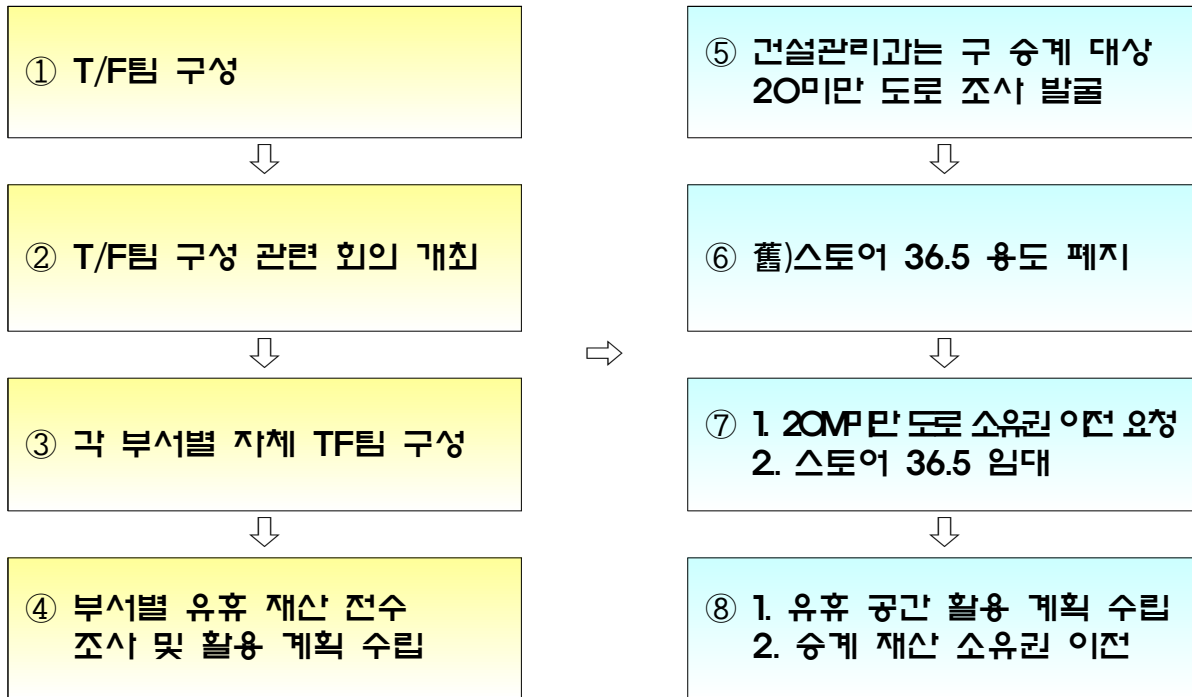 ① T/F팀 구성
② T/F팀 구성 관련 회의 개최
③ 각 부서별 자체 TF팀 구성
④ 부서별 유휴 재산 전수
조사 및 활용 계획 수립
⑤ 건설관리과는 구 승계 대상
20미만 도로 조사 발굴
⑥ 舊)스토어 36.5 용도 폐지
⑦ 1. 20M미만 도로 소유권 이전 요청
2. 스토어 36.5 임대
⑧ 1. 유휴 공간 활용 계획 수립
2. 승계 재산 소유권 이전